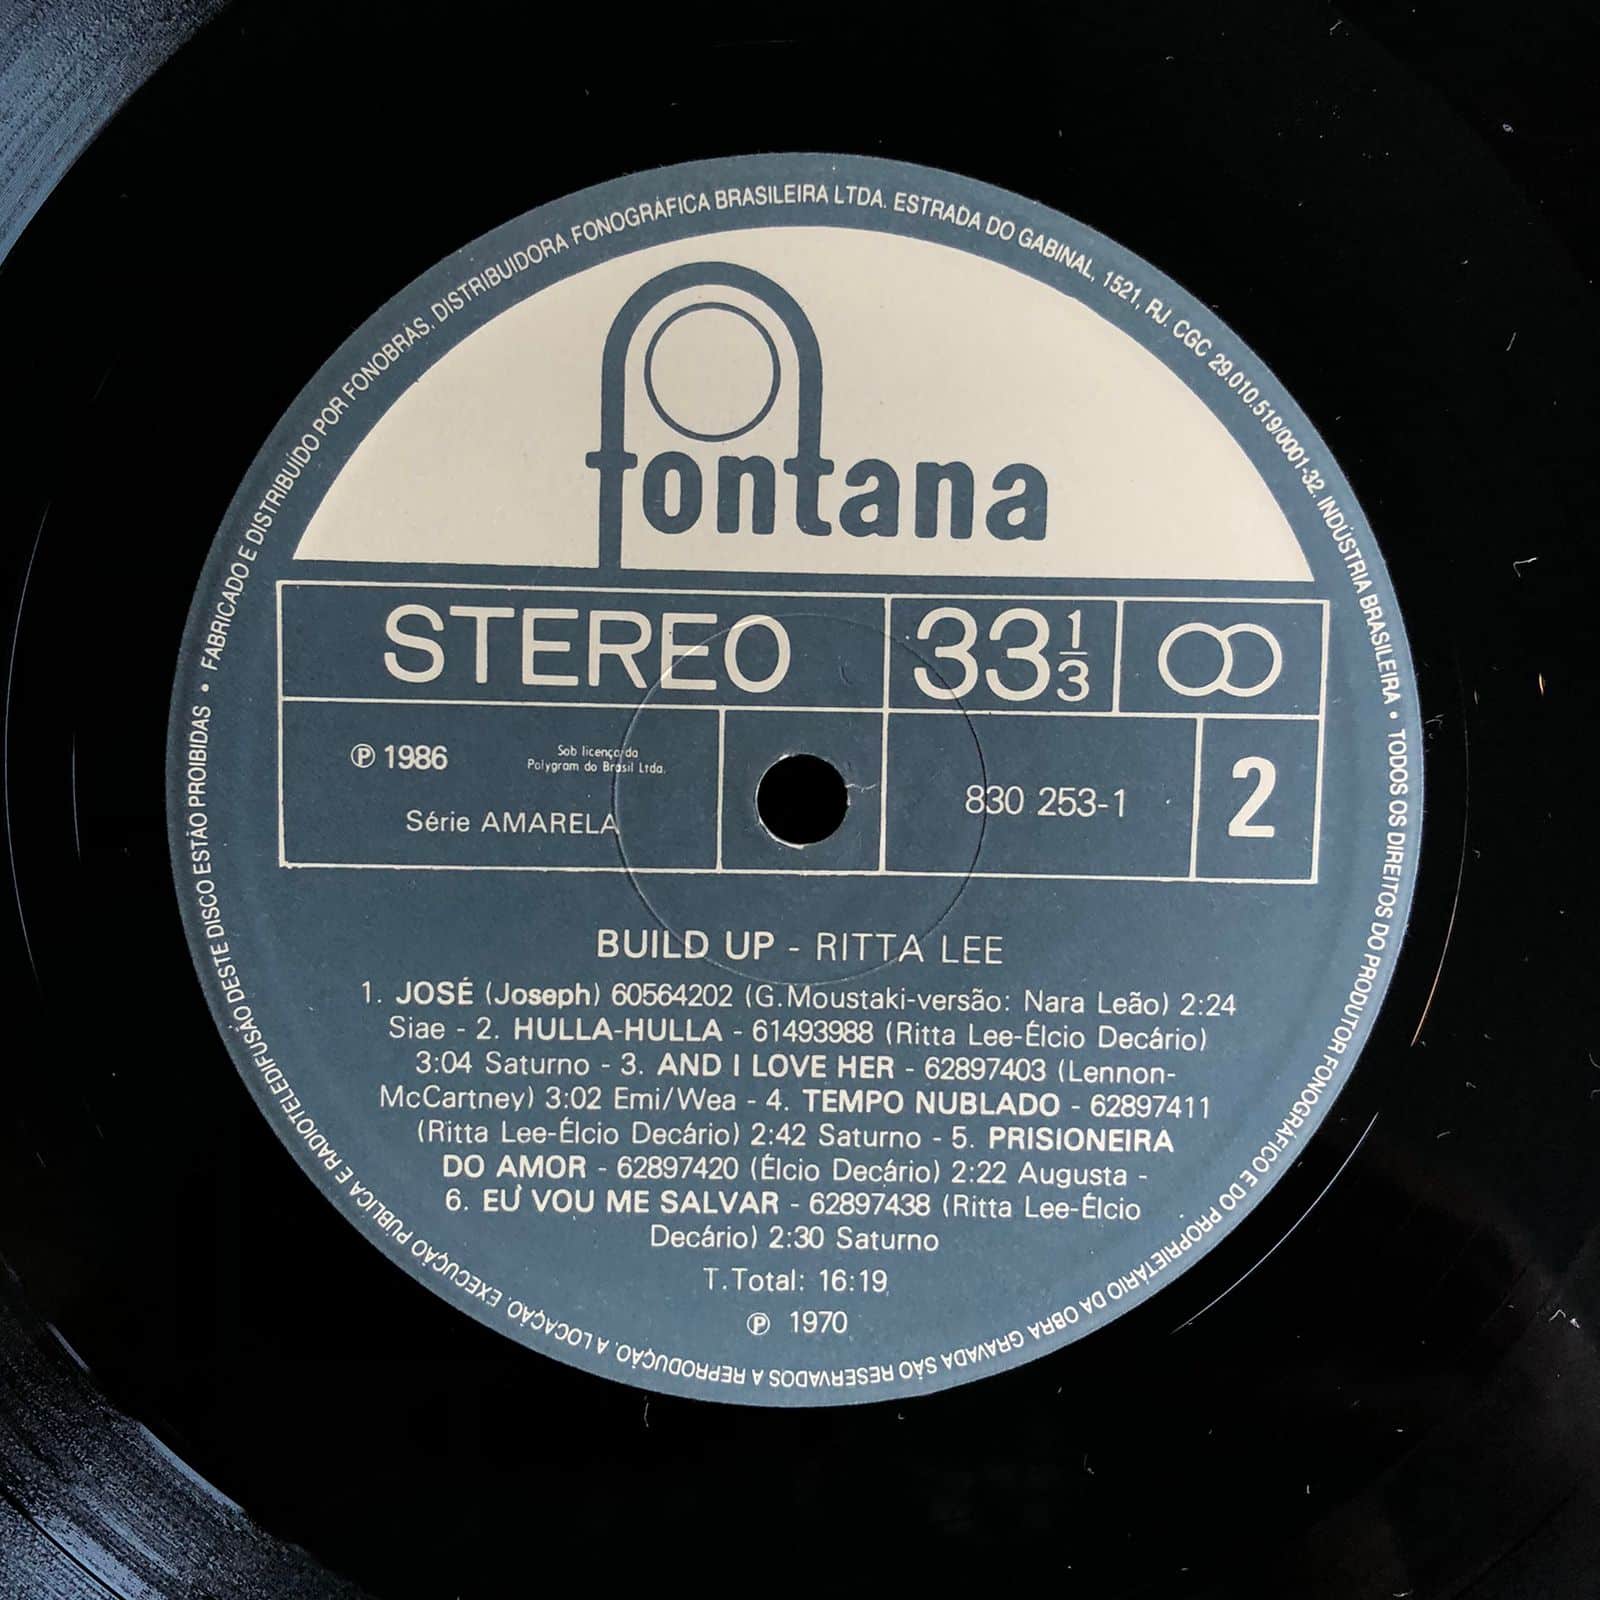 • FABRICADO E DISTRIBUÍDO POR FONOBRÁS. DISTRIBUIDORA FONOGRÁFICA BRASILEIRA LTDA. ESTRADA DO GABINAL, 1521, RJ. CGC 29.010.519/0001-32. INDÚSTRIA BRASILEIRA • TODOS OS DIREITOS DO PRODUTOR FONOGRÁFICO E DO PROPRIETÁRIO DA OBRA GRAVADA SÃO RESERVADOS A REPRODUÇÃO, A LOCAÇÃO, EXECUÇÃO PÚBLICA E RADIOTELEDIFUSÃO DESTE DISCO ESTÃO PROIBIDAS
fontana
STEREO 33 1/3
℗ 1986
Sob licença da
Polygram do Brasil Ltda.
Série AMARELA
830 253-1
2
BUILD UP - RITTA LEE
1. JOSÉ (Joseph) 60564202 (G.Moustaki-versão: Nara Leão) 2:24
Siae - 2. HULLA-HULLA - 61493988 (Ritta Lee-Élcio Decário)
3:04 Saturno - 3. AND I LOVE HER - 62897403 (Lennon-
McCartney) 3:02 Emi/Wea - 4. TEMPO NUBLADO - 62897411
(Ritta Lee-Élcio Decário) 2:42 Saturno - 5. PRISIONEIRA
DO AMOR - 62897420 (Élcio Decário) 2:22 Augusta -
6. EU VOU ME SALVAR - 62897438 (Ritta Lee-Élcio
Decário) 2:30 Saturno
T.Total: 16:19
℗ 1970